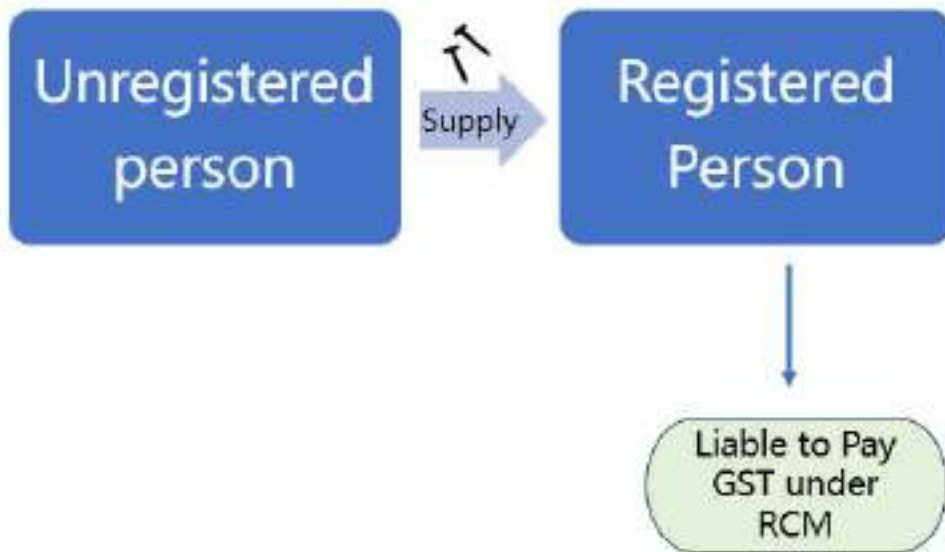 Unregistered
person
Supply
Registered
Person
Liable to Pay
GST under
RCM